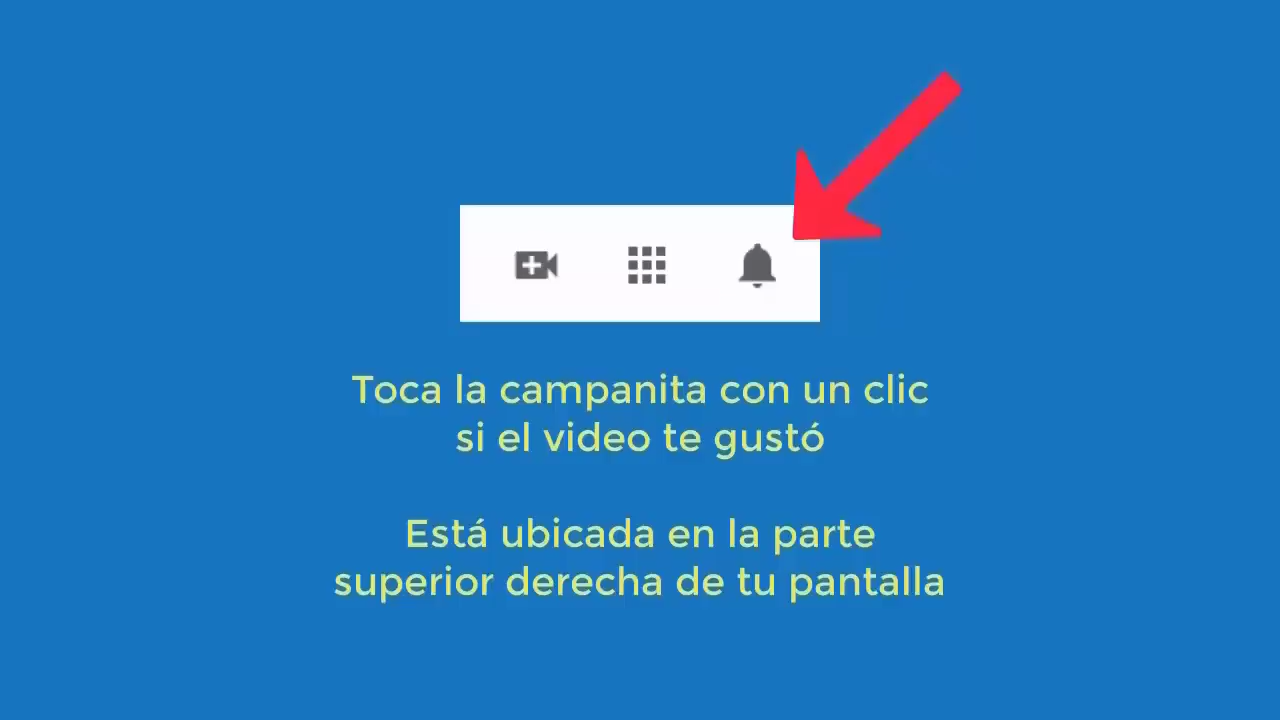 Toca la campanita con un clic
si el video te gustó
Está ubicada en la parte
superior derecha de tu pantalla